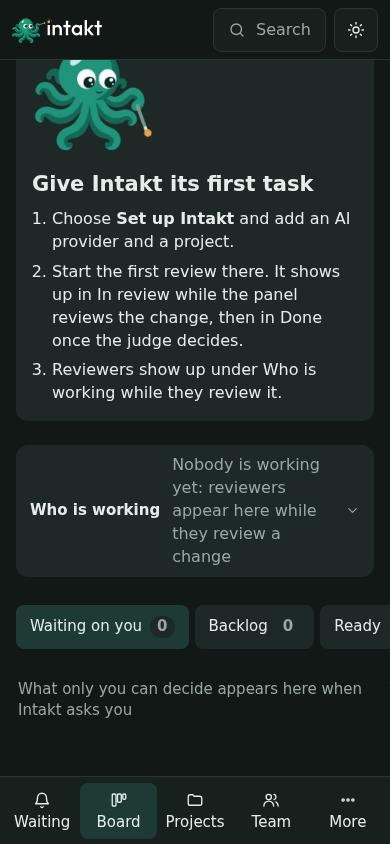 intakt
Search
Give Intakt its first task
1. Choose Set up Intakt and add an AI
provider and a project.
2. Start the first review there. It shows
up in In review while the panel
reviews the change, then in Done
once the judge decides.
3. Reviewers show up under Who is
working while they review it.
Who is working
Nobody is working
yet: reviewers
appear here while
they review a
change
Waiting on you 0
Backlog 0
Ready
What only you can decide appears here when
Intakt asks you
Waiting
Board
Projects
Team
More